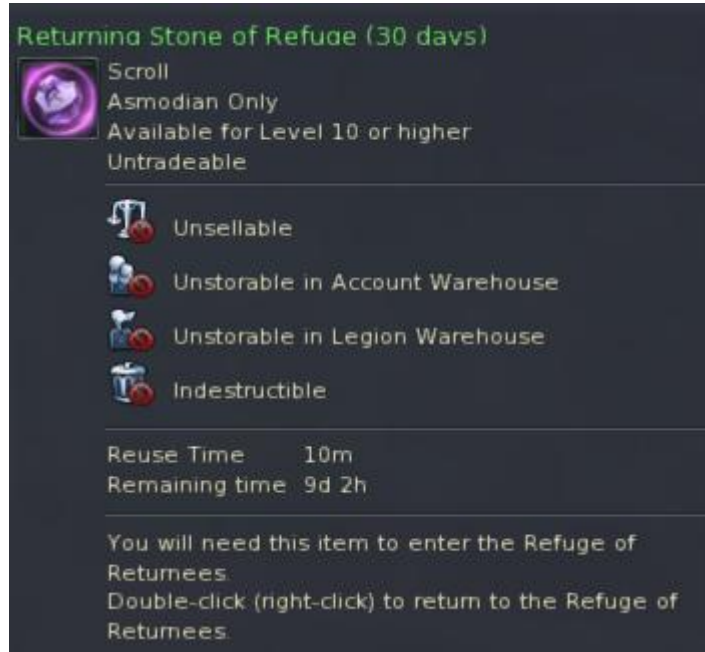 Returning Stone of Refuge (30 days)
Scroll
Asmodian Only
Available for Level 10 or higher
Untradeable
Unsellable
Unstorable in Account Warehouse
Unstorable in Legion Warehouse
Indestructible
Reuse Time 10m
Remaining time 9d 2h
You will need this item to enter the Refuge of
Returnees.
Double-click (right-click) to return to the Refuge of
Returnees.